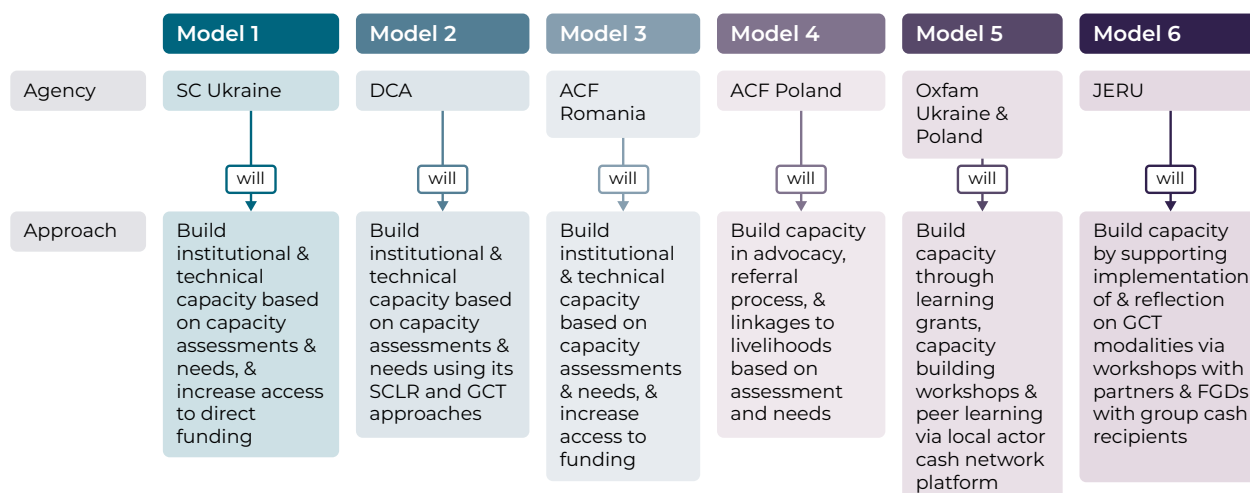 Model 1
Model 2
Model 3
Model 4
Model 5
Model 6
Agency
SC Ukraine
DCA
ACF
Romania
ACF Poland
Oxfam
Ukraine &
Poland
JERU
will
will
will
will
will
will
Approach
Build
institutional &
technical
capacity based
on capacity
assessments &
needs, &
increase access
to direct
funding
Build
institutional &
technical
capacity based
on capacity
assessments &
needs using its
SCLR and GCT
approaches
Build
institutional
& technical
capacity
based on
capacity
assessments
& needs, &
increase
access to
funding
Build capacity
in advocacy,
referral
process, &
linkages to
livelihoods
based on
assessment
and needs
Build
capacity
through
learning
grants,
capacity
building
workshops &
peer learning
via local actor
cash network
platform
Build capacity
by supporting
implementation
of & reflection
on GCT
modalities via
workshops with
partners & FGDs
with group cash
recipients